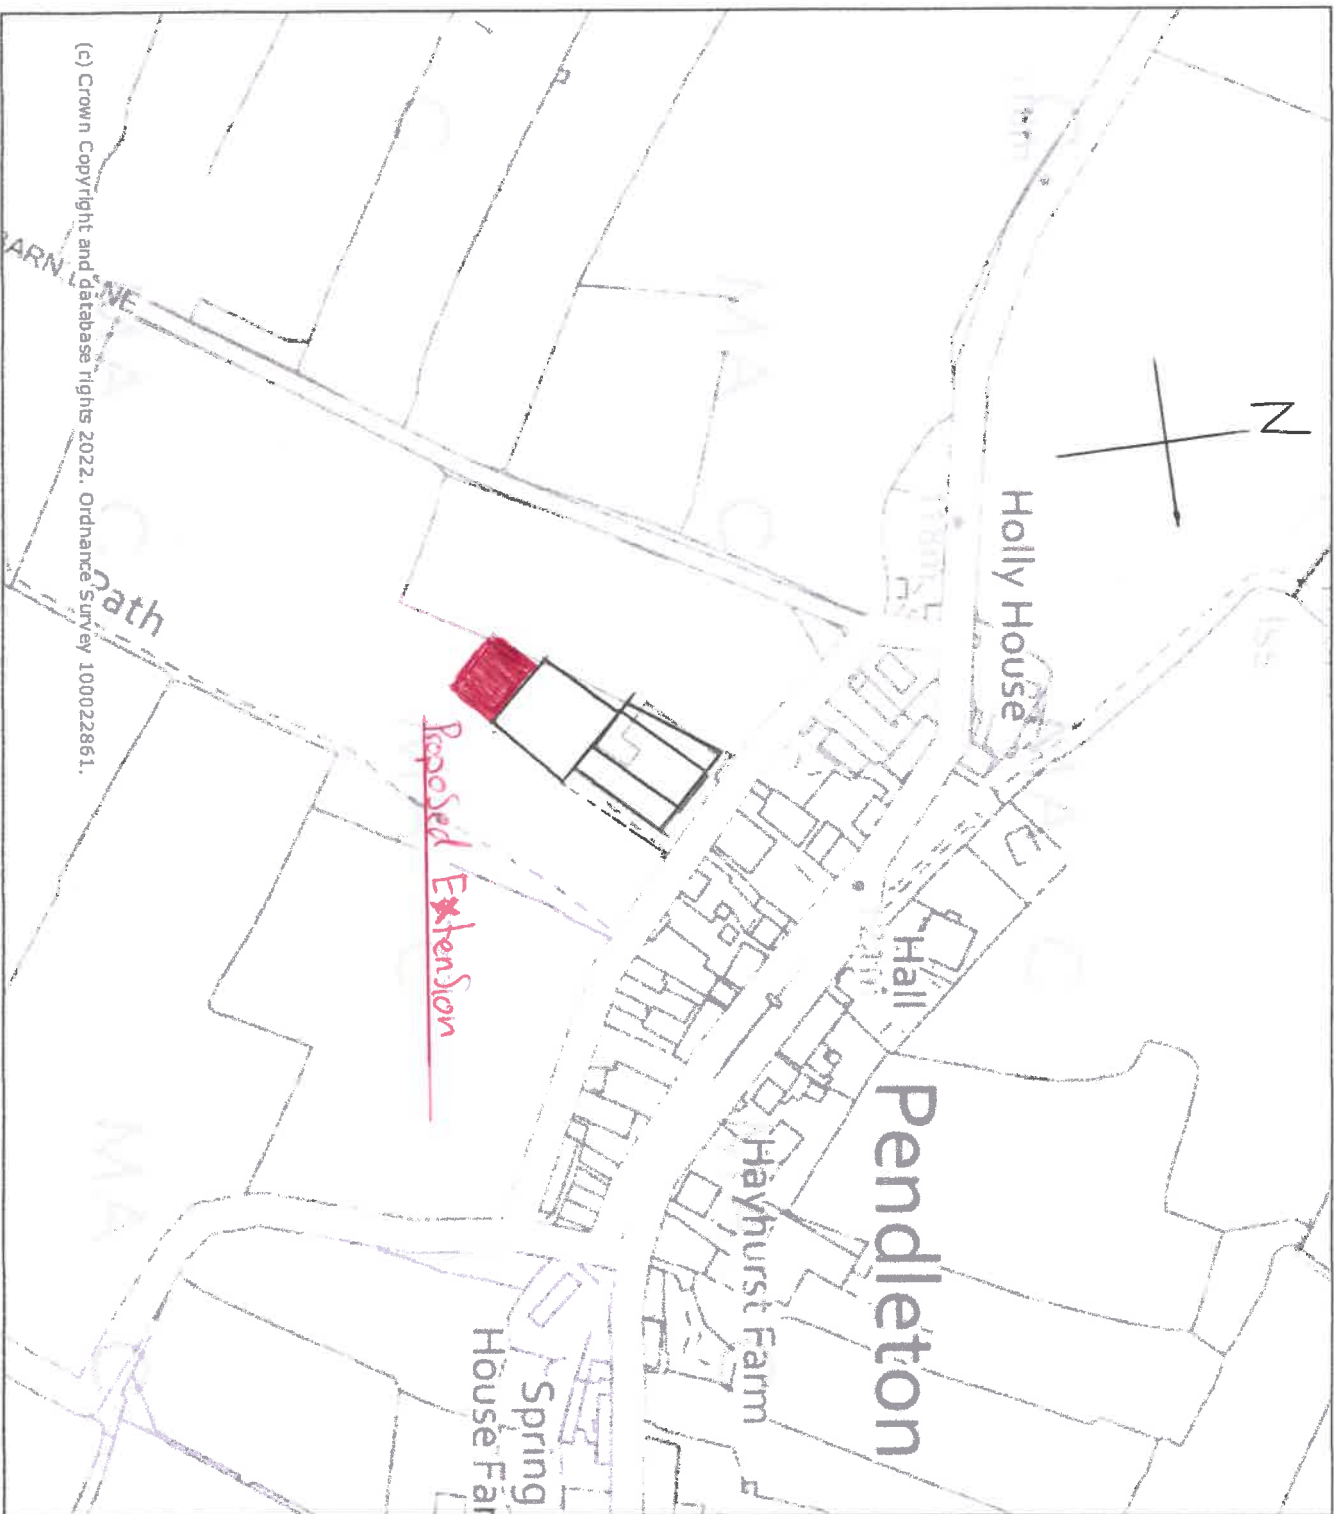 N
Holly House
Hall
Pendleton
Hayhurst Farm
Spring
House Far
Path
Proposed Extension
BARN LANE
(c) Crown Copyright and database rights 2022. Ordnance Survey 100022861.